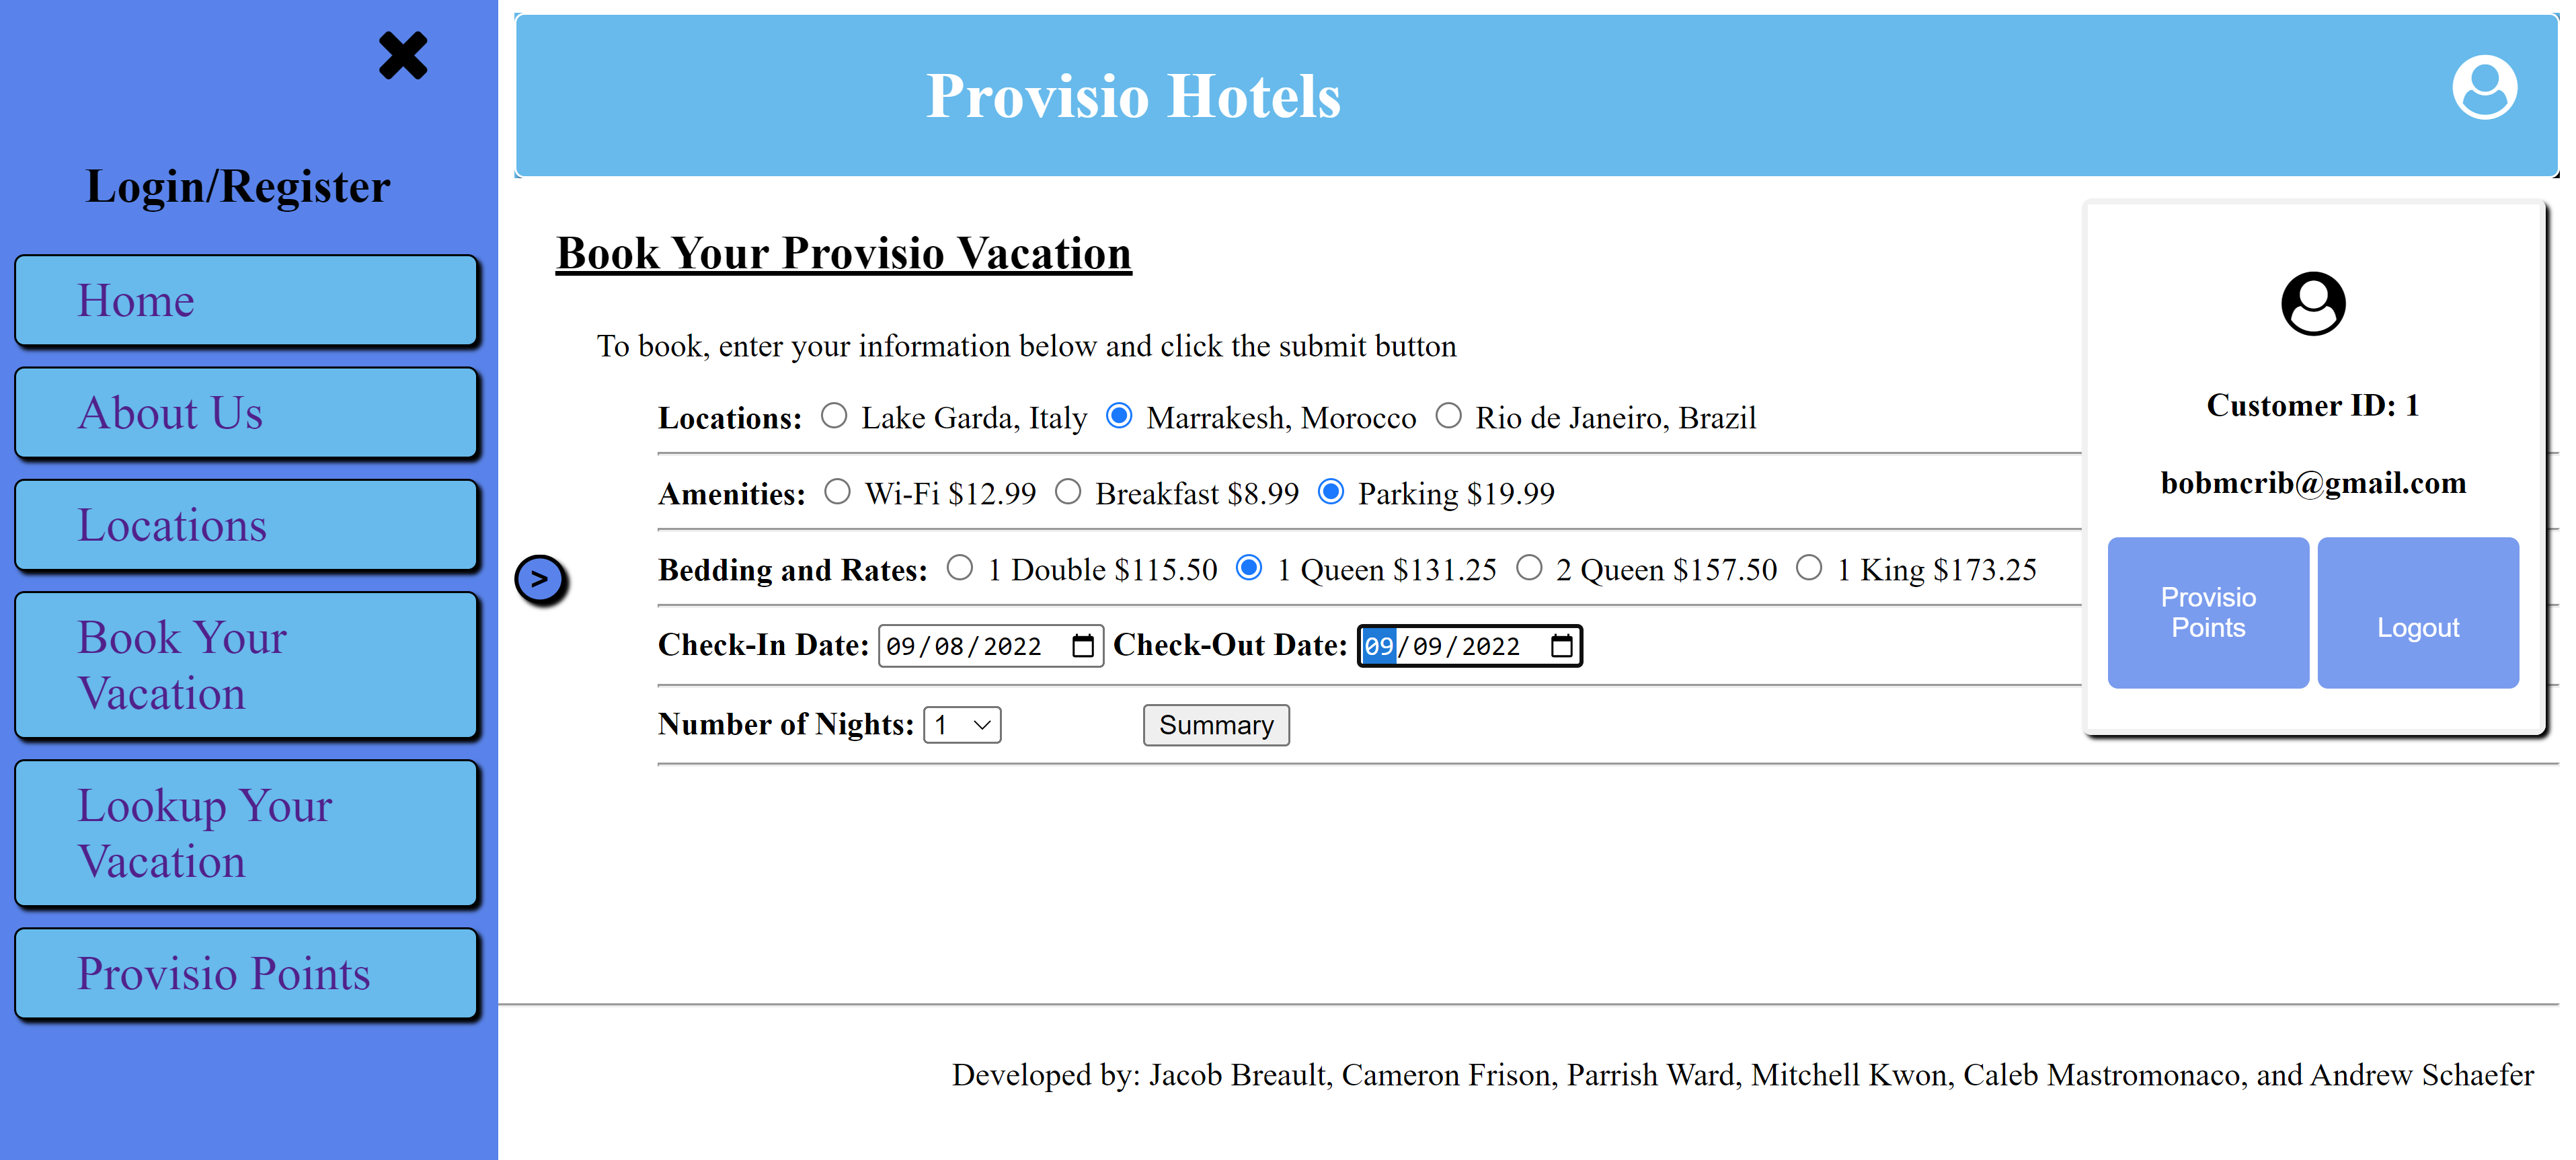 Login/Register
Home
About Us
Locations
Book Your
Vacation
Lookup Your
Vacation
Provisio Points
Provisio Hotels
Book Your Provisio Vacation
To book, enter your information below and click the submit button
Locations: Lake Garda, Italy Marrakesh, Morocco Rio de Janeiro, Brazil
Amenities: Wi-Fi $12.99 Breakfast $8.99 Parking $19.99
>
Bedding and Rates: 1 Double $115.50 1 Queen $131.25 2 Queen $157.50 1 King $173.25
Check-In Date: 09/08/2022 Check-Out Date: 09/09/2022
Number of Nights: 1 Summary
Customer ID: 1
bobmcrib@gmail.com
Provisio
Points
Logout
Developed by: Jacob Breault, Cameron Frison, Parrish Ward, Mitchell Kwon, Caleb Mastromonaco, and Andrew Schaefer